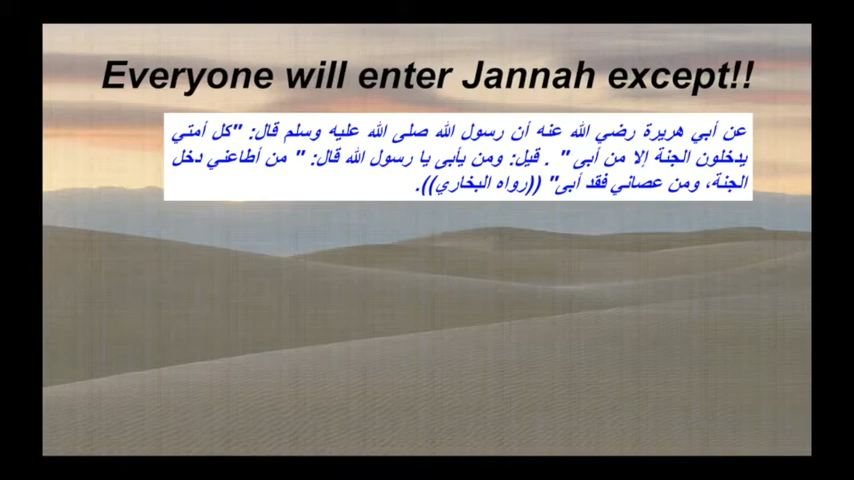 Everyone will enter Jannah except!!
عن أبي هريرة رضي الله عنه أن رسول الله صلى الله عليه وسلم قال: "كل أمتي
يدخلون الجنة إلا من أبى " . قيل: ومن يأبى يا رسول الله قال: " من أطاعني دخل
الجنة، ومن عصاني فقد أبى" ((رواه البخاري)).